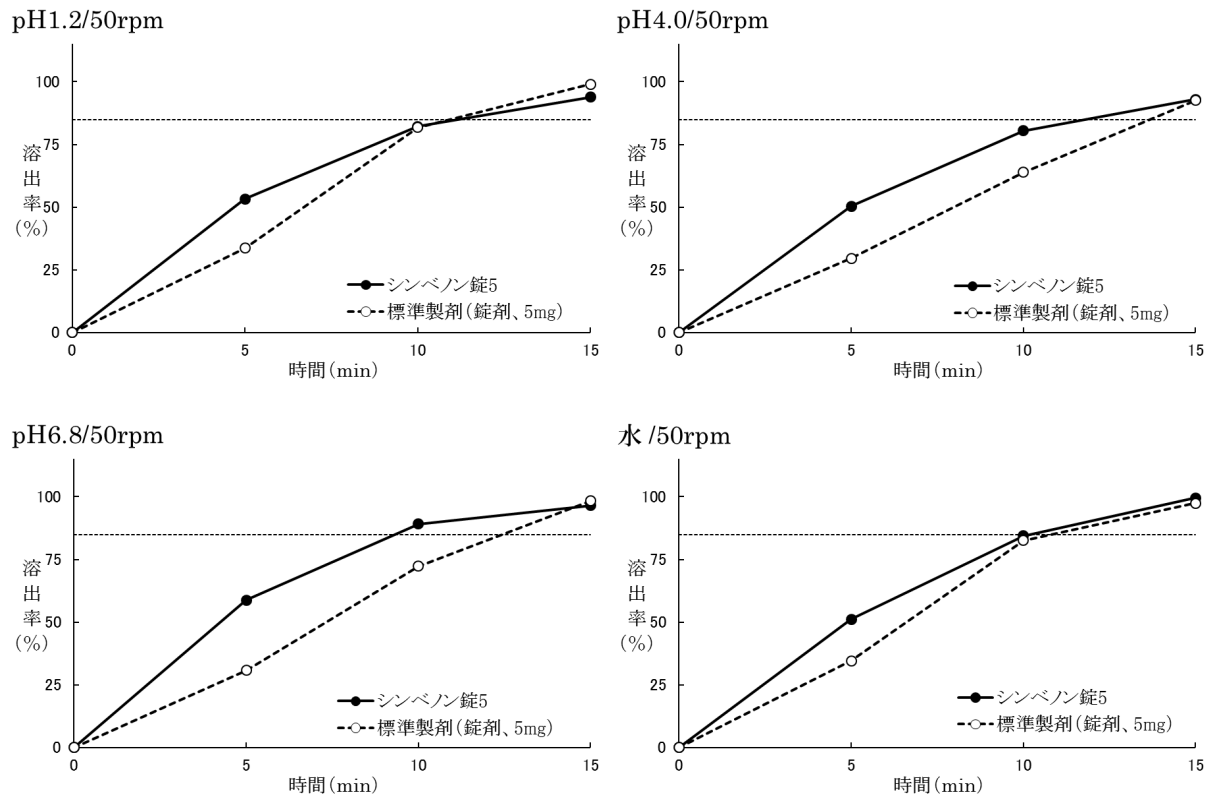 pH1.2/50rpm
100
75
50
25
0
溶出率(%)
0 5 10 15
時間(min)
シンベノン錠5
標準製剤(錠剤、5mg)
pH4.0/50rpm
100
75
50
25
0
溶出率(%)
0 5 10 15
時間(min)
シンベノン錠5
標準製剤(錠剤、5mg)
pH6.8/50rpm
100
75
50
25
0
溶出率(%)
0 5 10 15
時間(min)
シンベノン錠5
標準製剤(錠剤、5mg)
水 /50rpm
100
75
50
25
0
溶出率(%)
0 5 10 15
時間(min)
シンベノン錠5
標準製剤(錠剤、5mg)